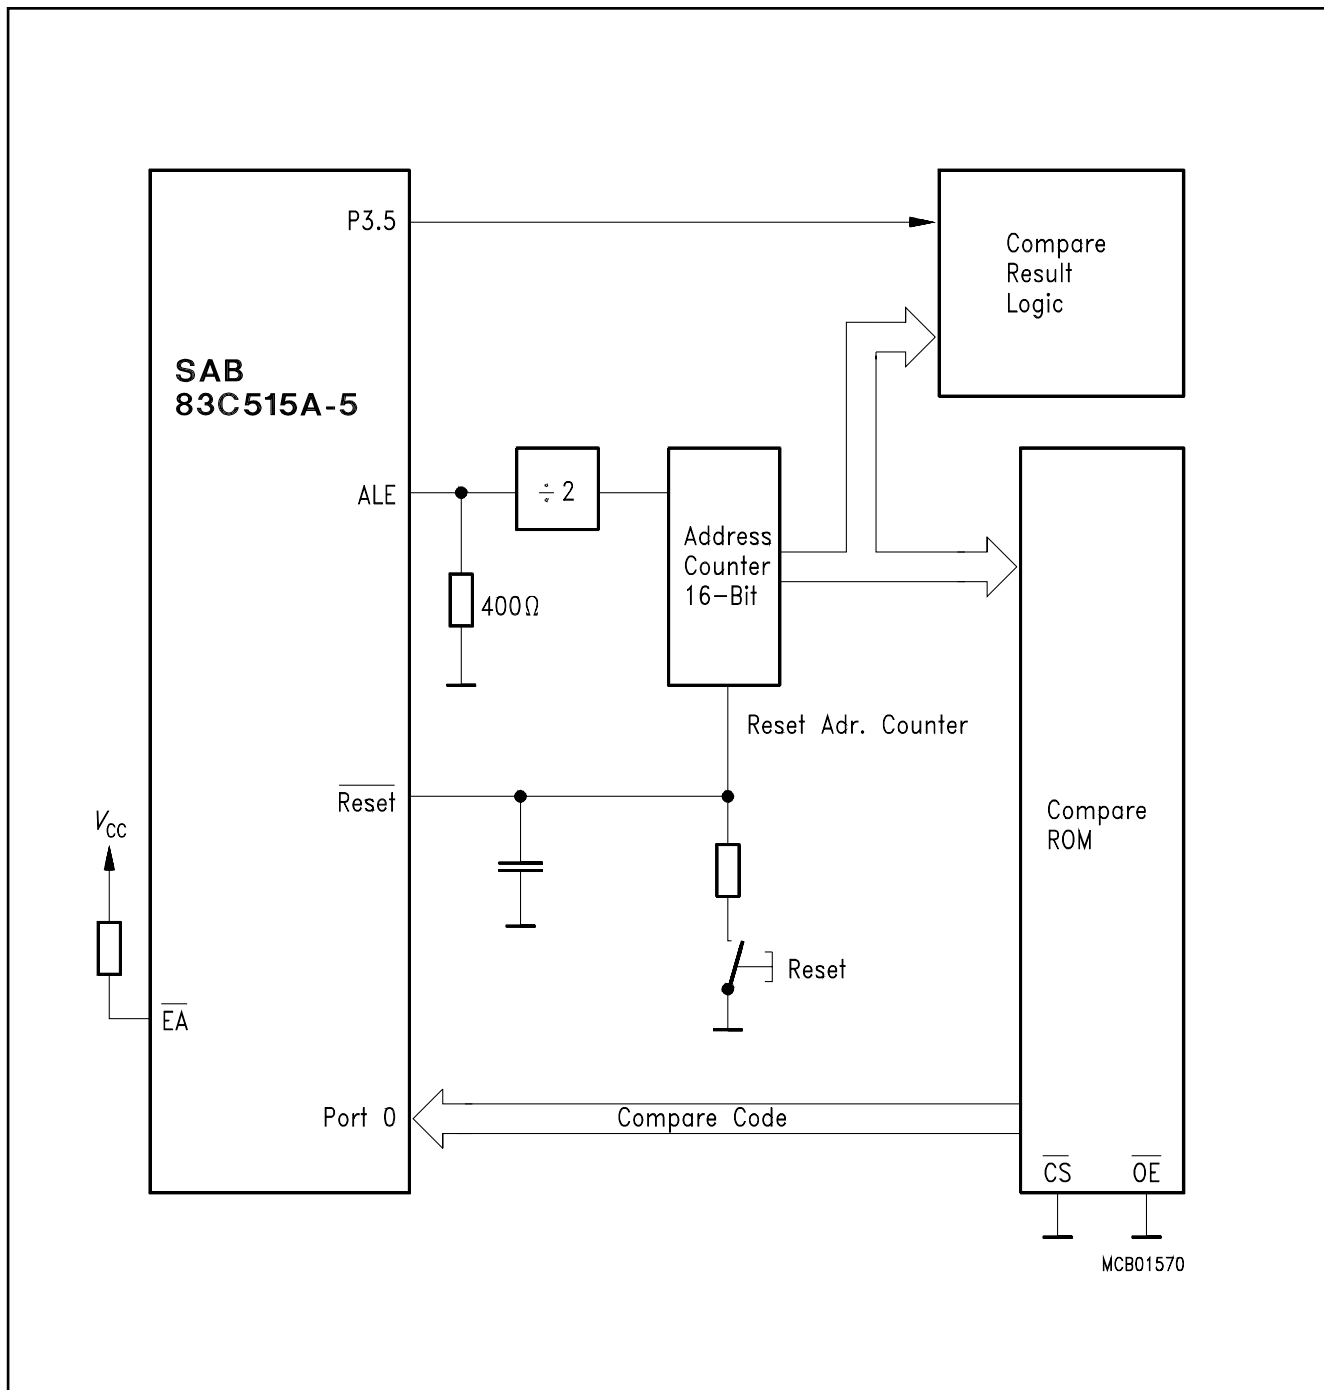 P3.5
Compare
Result
Logic
SAB
83C515A-5
ALE
÷ 2
Address
Counter
16-Bit
400Ω
Reset Adr. Counter
Reset
Compare
ROM
VCC
Reset
EA
Port 0
Compare Code
CS OE
MCB01570